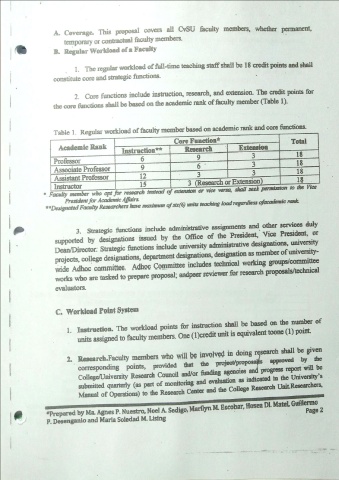 A. Coverage. This proposal covers all CvSU faculty members, whether permanent,
temporary or contractual faculty members.
B. Regular Workload of a Faculty
1. The regular workload of full-time teaching staff shall be 18 credit points and shall
constitute core and strategic functions.
2. Core functions include instruction, research, and extension. The credit points for
the core functions shall be based on the academic rank of faculty member (Table 1).
Table 1. Regular workload of faculty member based on academic rank and core functions.
Academic Rank Core Function* Total
Instruction** Research Extension
Professor 6 9 3 18
Associate Professor 9 6 3 18
Assistant Professor 12 3 3 18
Instructor 15 3 (Research or Extension) 18
* Faculty member who opt for research instead of extension or vice versa, shall seek permission to the Vice
President for Academic Affairs.
**Designated Faculty Researchers have maximum of six(6) units teaching load regardless ofacademic rank.
3. Strategic functions include administrative assignments and other services duly
supported by designations issued by the Office of the President, Vice President, or
Dean/Director. Strategic functions include university administrative designations, university
projects, college designations, department designations, designation as member of university-
wide Adhoc committee. Adhoc Committee includes technical working groups/committee
works who are tasked to prepare proposal; andpeer reviewer for research proposals/technical
evaluators.
C. Workload Point System
1. Instruction. The workload points for instruction shall be based on the number of
units assigned to faculty members. One (1)credit unit is equivalent toone (1) point.
2. Research.Faculty members who will be involved in doing research shall be given
corresponding points, provided that the project/proposals approved by the
College/University Research Council and/or funding agencies and progress report will be
submitted quarterly (as part of monitoring and evaluation as indicated in the University's
Manual of Operations) to the Research Center and the College Research Unit.Researchers,
*Prepared by Ms. Agnes P. Nuestro, Noel A. Sedigo, Marilyn M. Escobar, Hosea Dl. Matel, Guillermo
P. Desenganio and Maria Soledad M. Lising Page 2